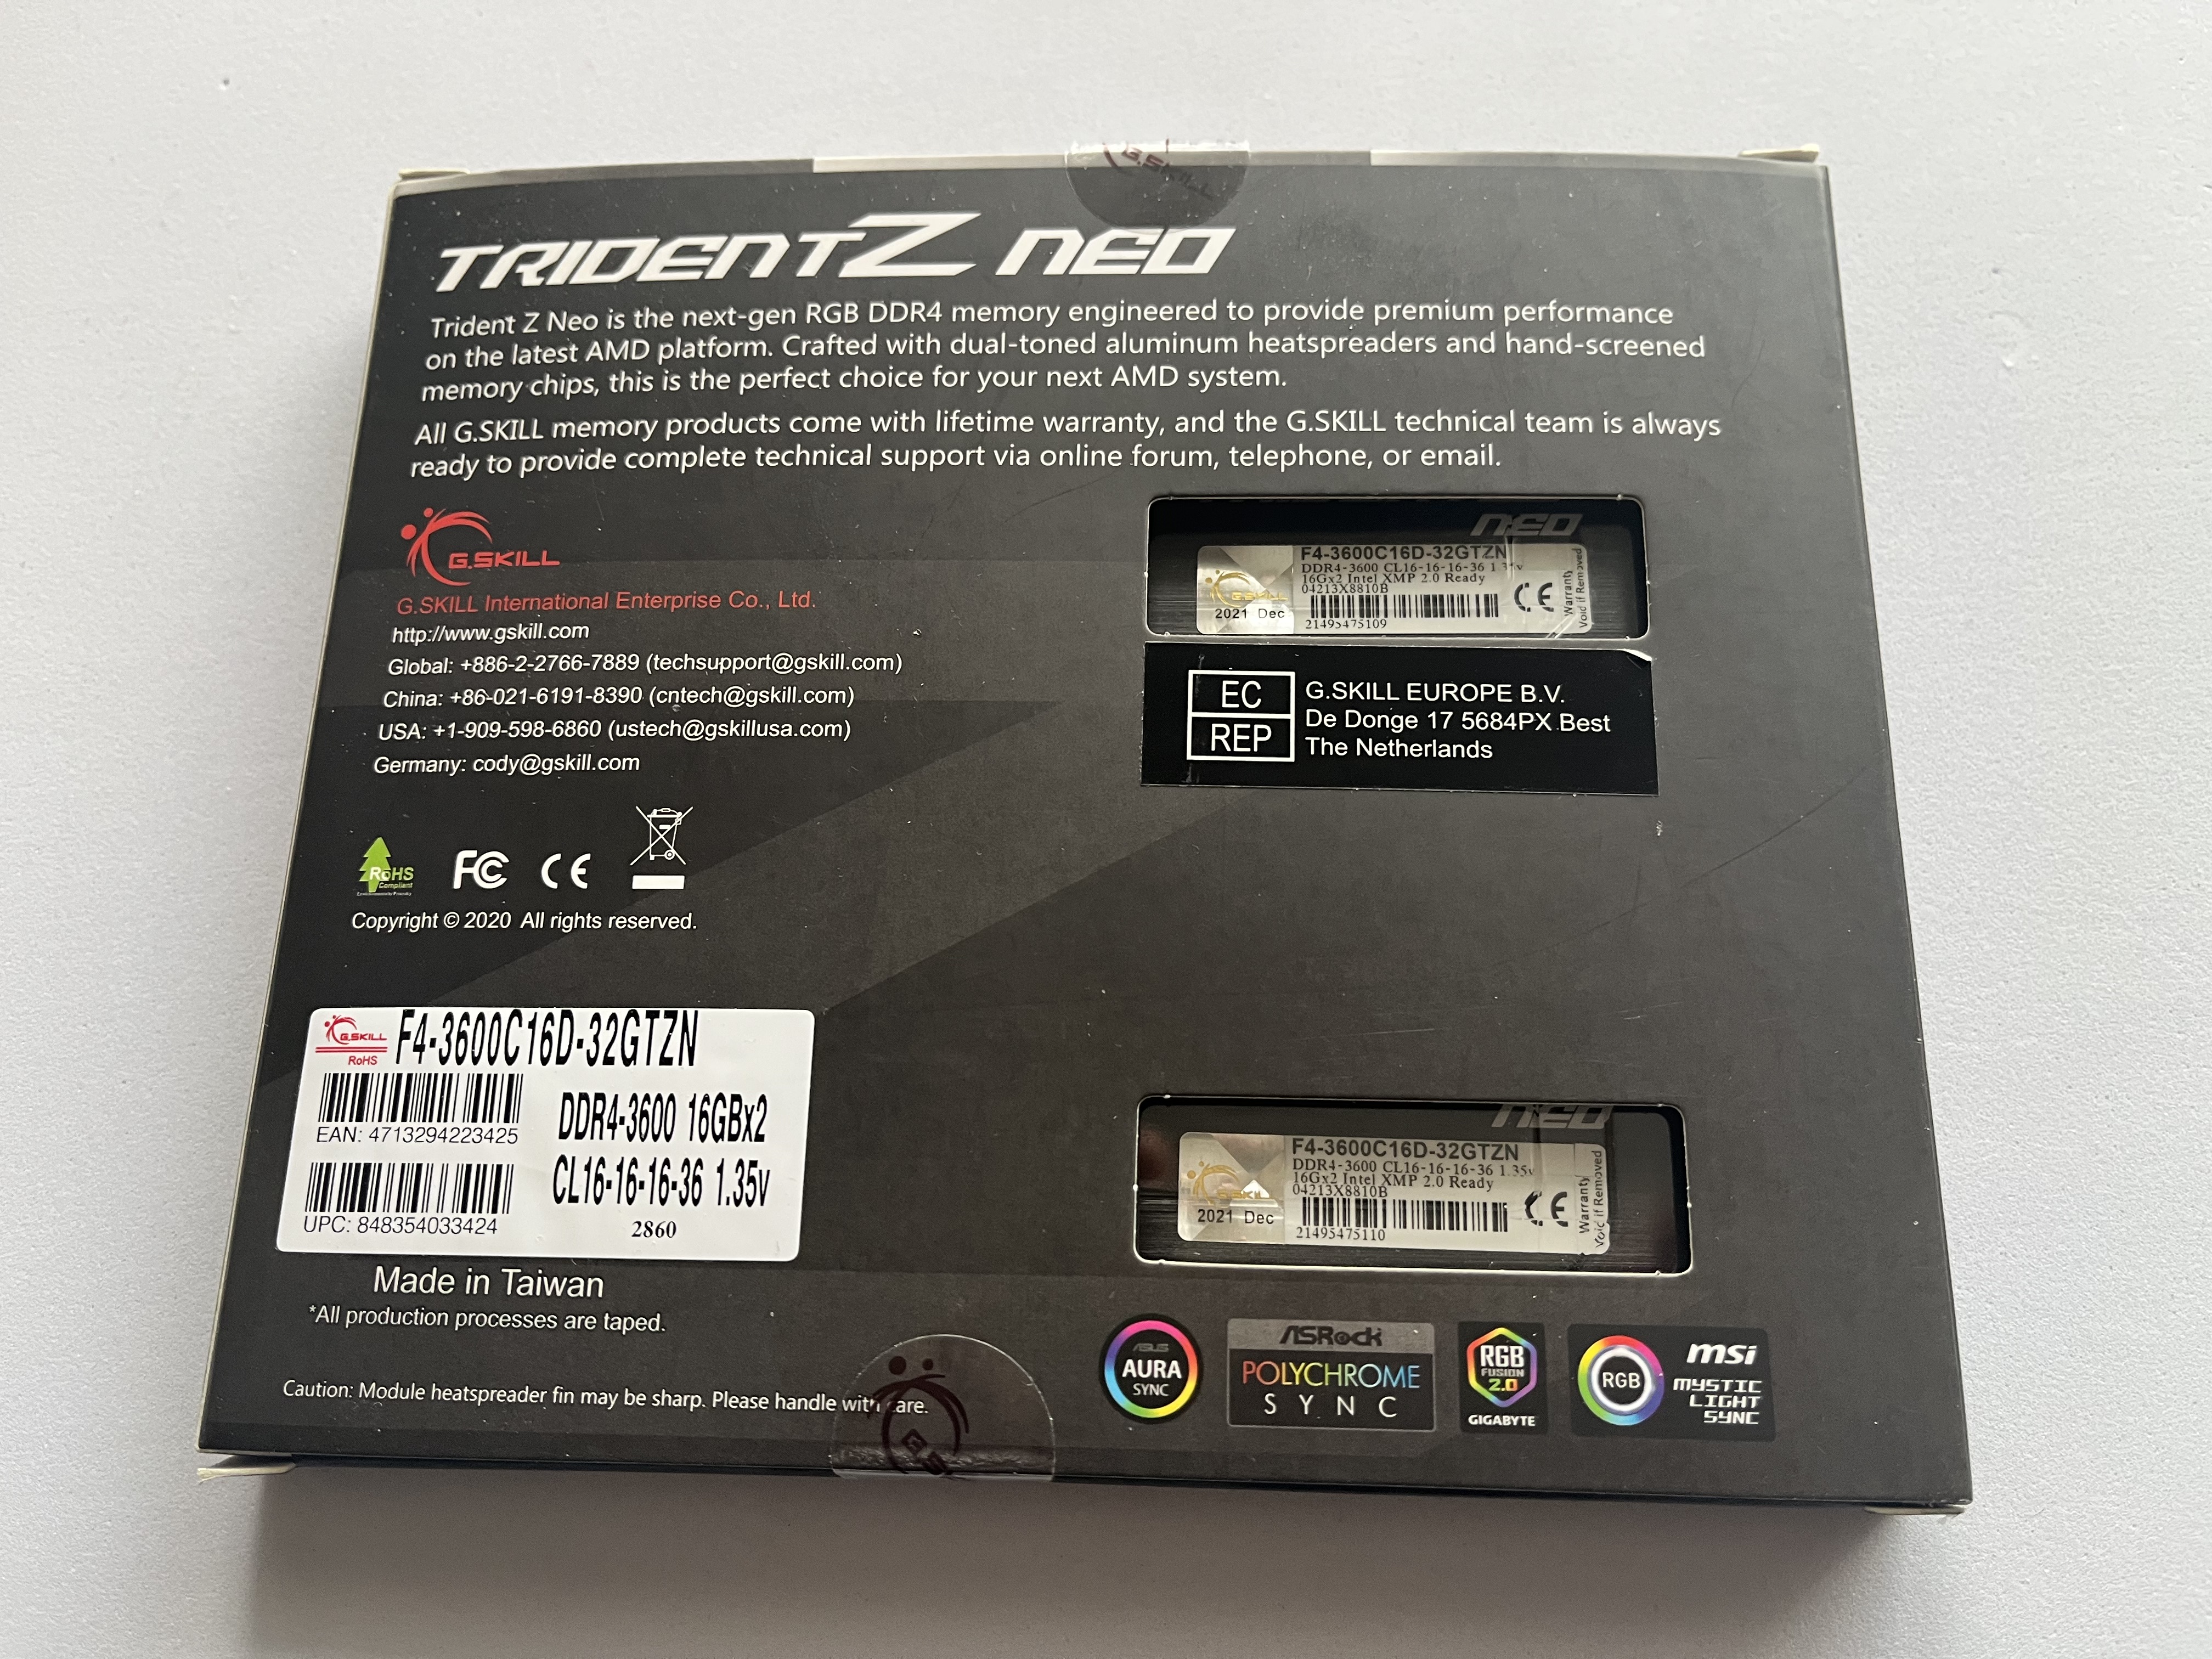 G.SKILL
TRIDENTZ NEO
Trident Z Neo is the next-gen RGB DDR4 memory engineered to provide premium performance
on the latest AMD platform. Crafted with dual-toned aluminum heatspreaders and hand-screened
memory chips, this is the perfect choice for your next AMD system.
All G.SKILL memory products come with lifetime warranty, and the G.SKILL technical team is always
ready to provide complete technical support via online forum, telephone, or email.
G.SKILL
G.SKILL International Enterprise Co., Ltd.
http://www.gskill.com
Global: +886-2-2766-7889 (techsupport@gskill.com)
China: +86-021-6191-8390 (cntech@gskill.com)
USA: +1-909-598-6860 (ustech@gskillusa.com)
Germany: cody@gskill.com
NEO
F4-3600C16D-32GTZN
DDR4-3600 CL16-16-16-36 1.35v
16Gx2 Intel XMP 2.0 Ready
04213X8810B
21495475109
G.SKILL
2021 Dec
CE
Warranty
Void if Removed
EC
REP
G.SKILL EUROPE B.V.
De Donge 17 5684PX Best
The Netherlands
RoHS
Compliant
FC CE
Copyright © 2020 All rights reserved.
G.SKILL
RoHS
F4-3600C16D-32GTZN
EAN: 4713294223425
DDR4-3600 16GBx2
CL16-16-16-36 1.35v
UPC: 848354033424
2860
NEO
F4-3600C16D-32GTZN
DDR4-3600 CL16-16-16-36 1.35v
16Gx2 Intel XMP 2.0 Ready
04213X8810B
21495475110
G.SKILL
2021 Dec
CE
Warranty
Void if Removed
Made in Taiwan
*All production processes are taped.
Caution: Module heatspreader fin may be sharp. Please handle with care.
ASUS
AURA
SYNC
ASRock
POLYCHROME
SYNC
RGB
FUSION
2.0
GIGABYTE
RGB
msi
MYSTIC
LIGHT
SYNC